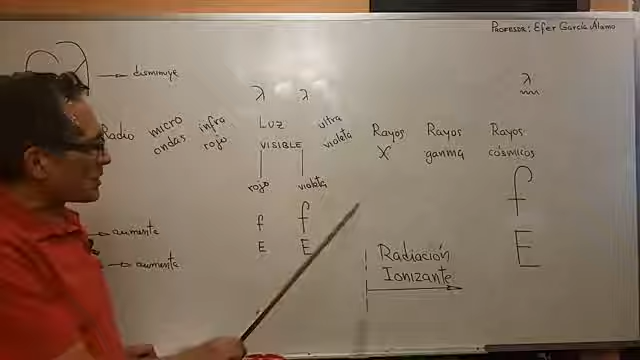 PROFESOR: Efer García Álamo
λ → disminuye
λ λ λ
Radio micro ondas infra rojo Luz VISIBLE ultra violeta Rayos X Rayos gamma Rayos cósmicos
rojo violeta
f f f
→ aumenta
E E E
→ aumenta
Radiación
Ionizante